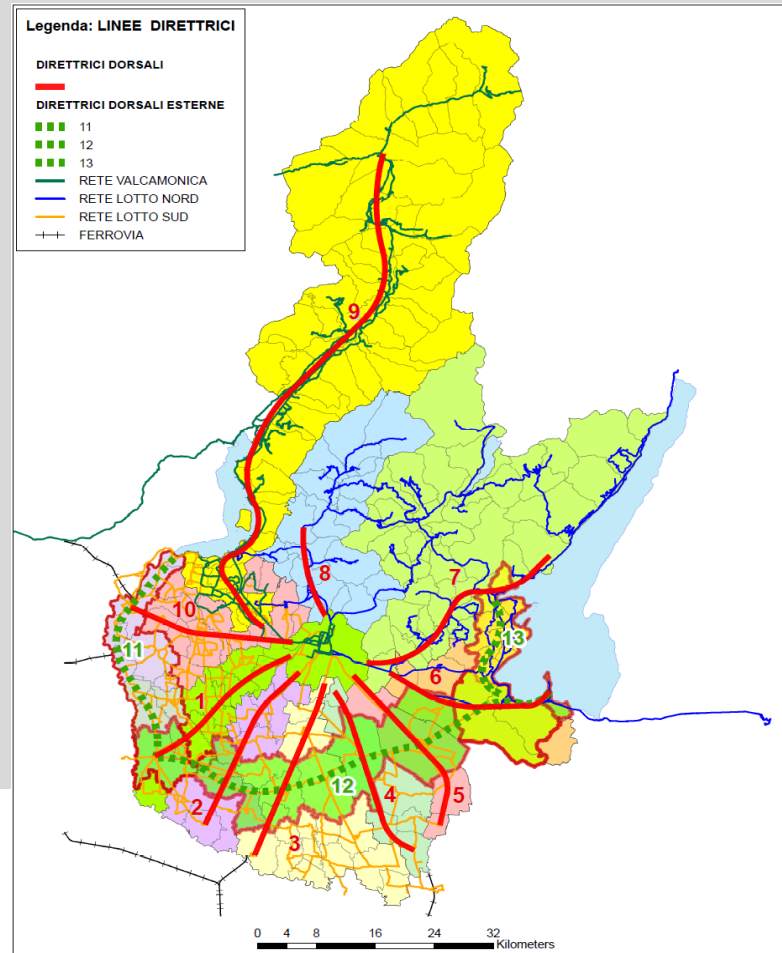 Legenda: LINEE DIRETTRICI
DIRETTRICI DORSALI
DIRETTRICI DORSALI ESTERNE
11
12
13
RETE VALCAMONICA
RETE LOTTO NORD
RETE LOTTO SUD
FERROVIA
9
8
7
10
13
11
6
1
12
5
2
4
3
0 4 8 16 24 32
Kilometers